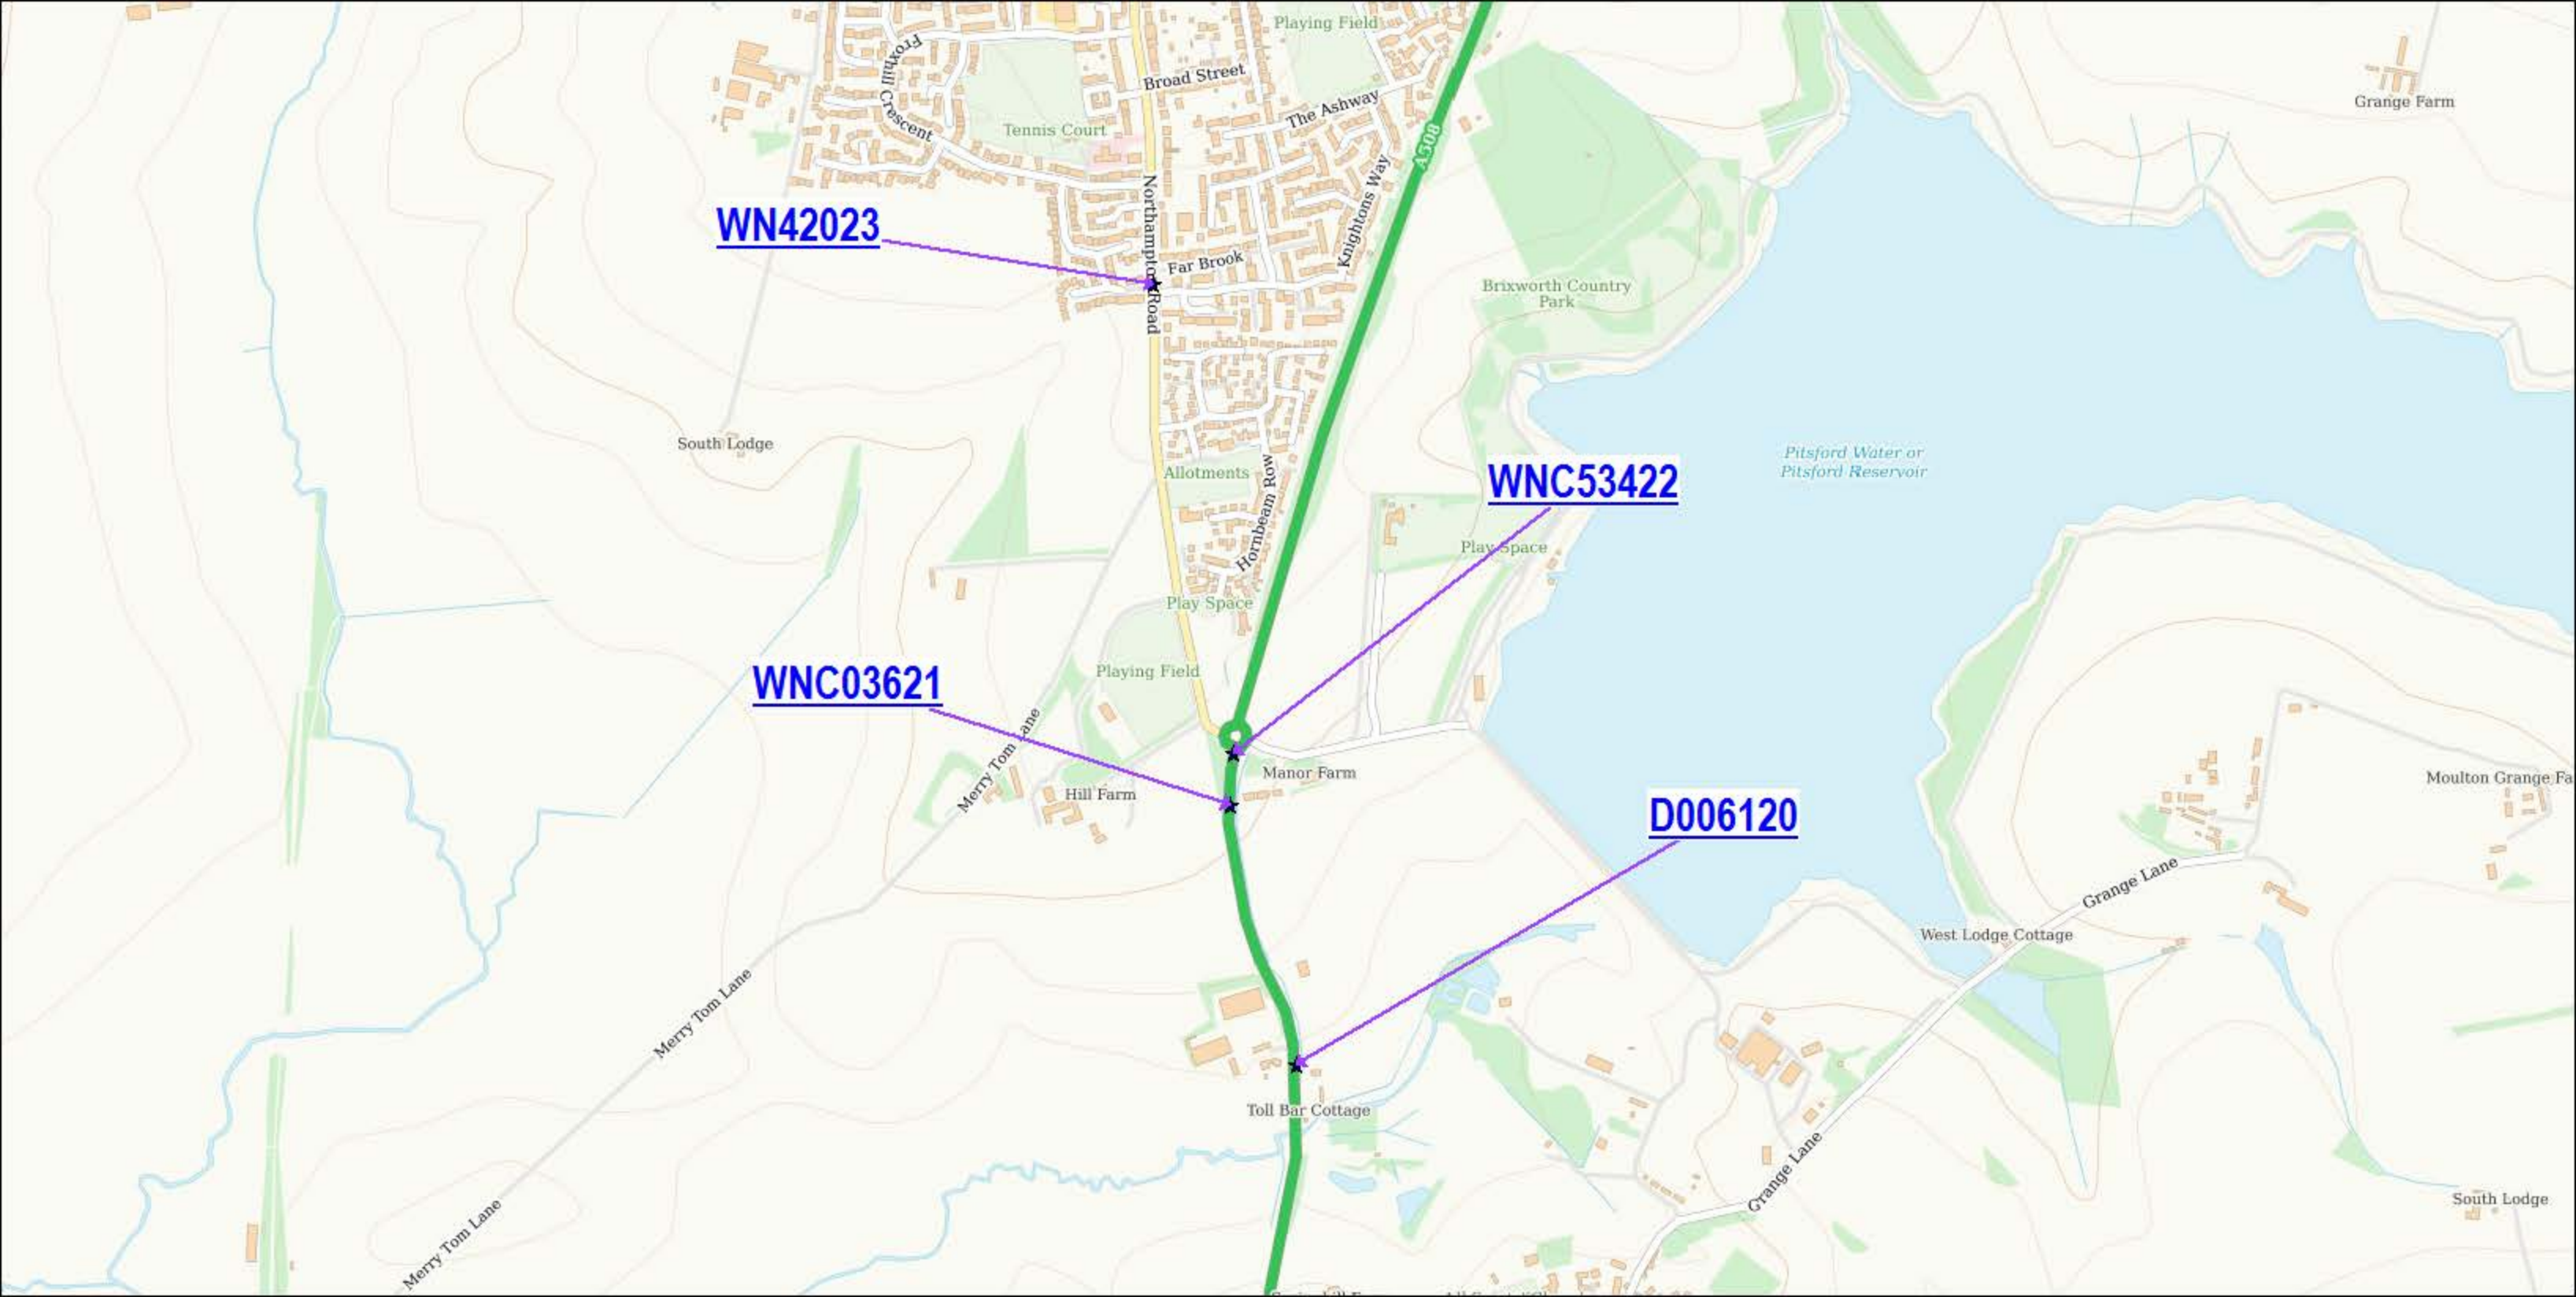 Playing Field
Froxhill Crescent
Broad Street
Grange Farm
The Ashway
Tennis Court
A508
Knightons Way
Northampton Road
WN42023
Far Brook
Brixworth Country
Park
South Lodge
Pitsford Water or
Pitsford Reservoir
Allotments
Hornbeam Row
WNC53422
Play Space
Play Space
Playing Field
WNC03621
Merry Tom Lane
Manor Farm
Hill Farm
Moulton Grange Fa
D006120
Grange Lane
West Lodge Cottage
Merry Tom Lane
Toll Bar Cottage
Grange Lane
South Lodge
Merry Tom Lane